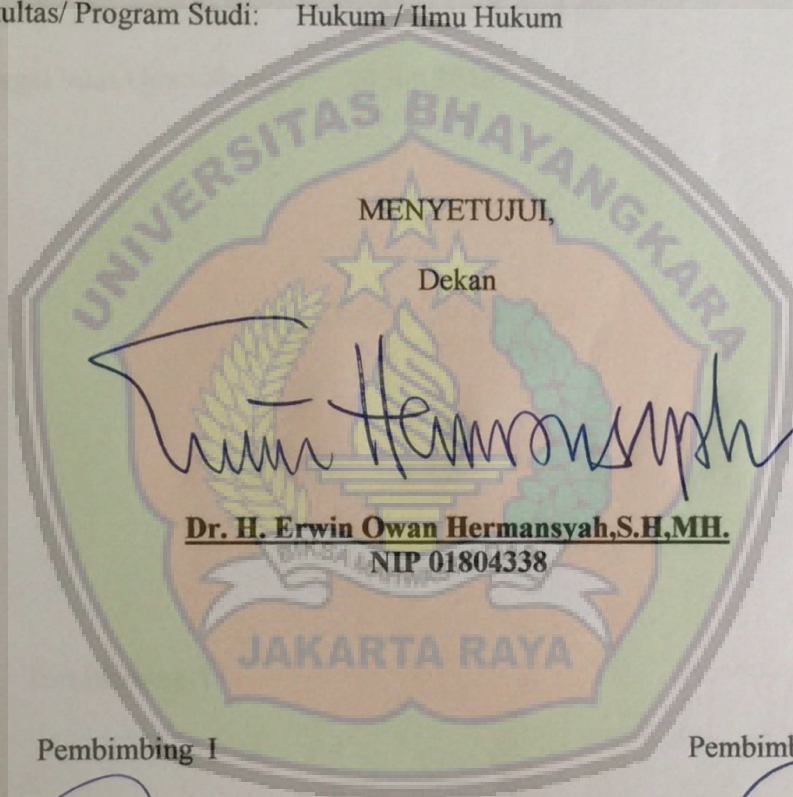 ultas/ Program Studi: Hukum / Ilmu Hukum
UNIVERSITAS BHAYANGKARA
MENYETUJUI,
Dekan
Hermansyah
Dr. H. Erwin Owan Hermansyah,S.H,MH.
NIP 01804338
JAKARTA RAYA
Pembimbing I
Pembimb